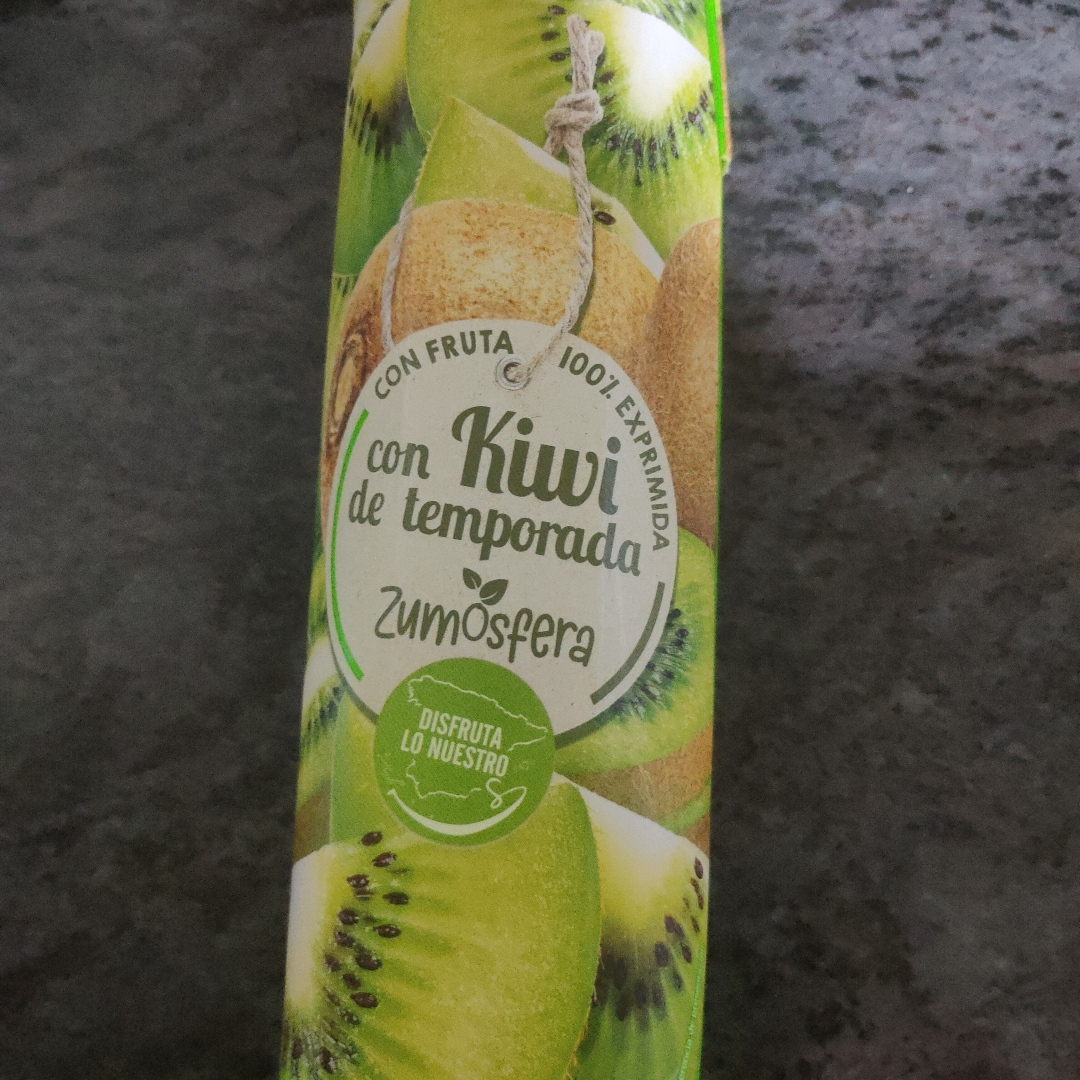 CON FRUTA 100% EXPRIMIDA
con Kiwi
de temporada
Zumosfera
DISFRUTA
LO NUESTRO